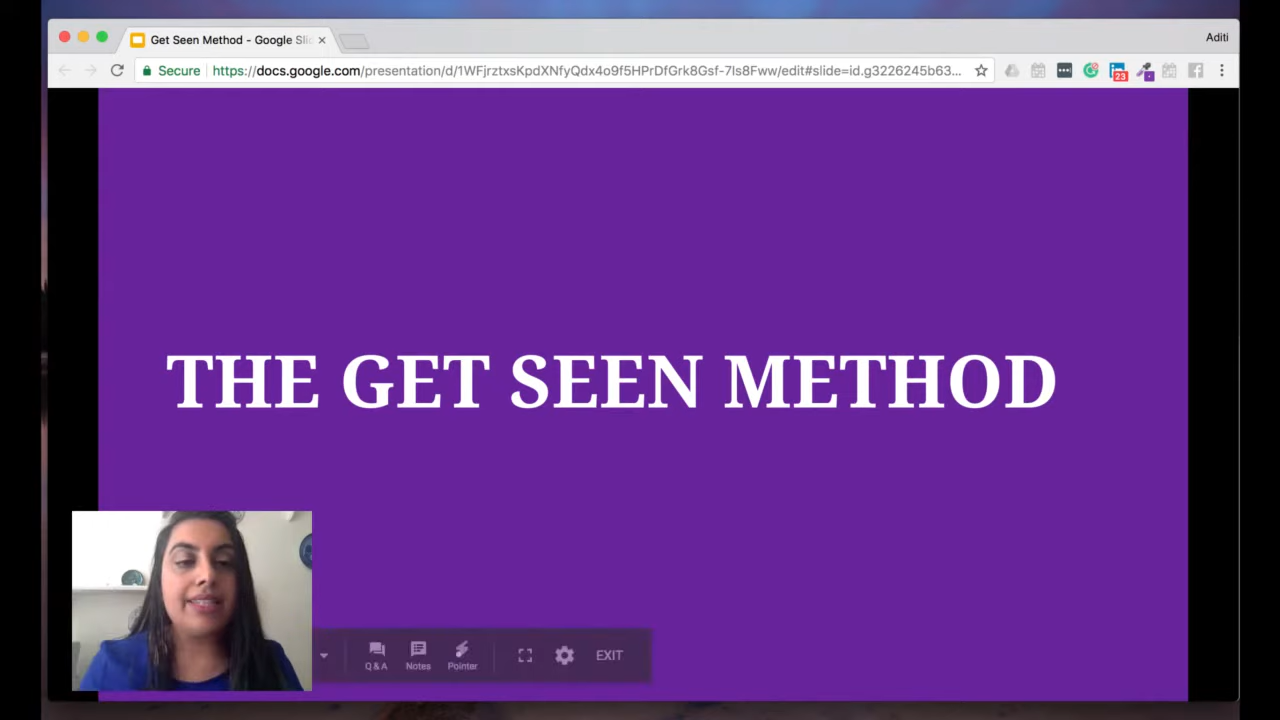 Get Seen Method - Google Sli
Aditi
Secure https://docs.google.com/presentation/d/1WFjrztxsKpdXNfyQdx4o9f5HPrDfGrk8Gsf-7ls8Fww/edit#slide=id.g3226245b63...
23
THE GET SEEN METHOD
Q & A Notes Pointer EXIT